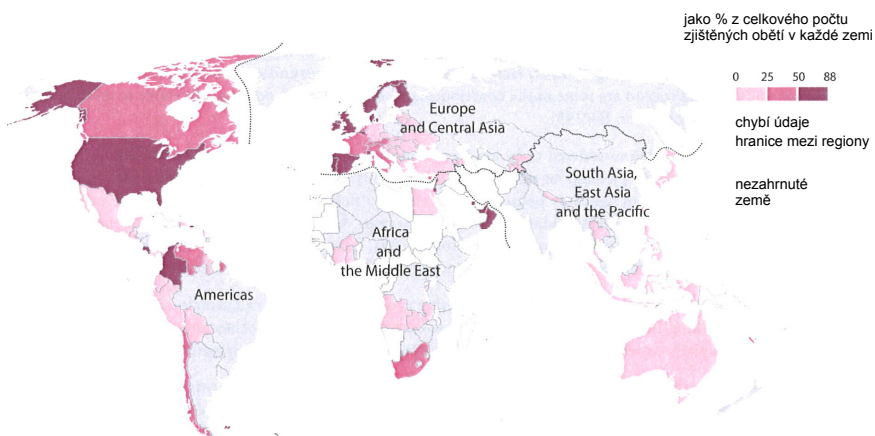 jako % z celkového počtu
zjištěných obětí v každé zemi
0 25 50 88
chybí údaje
hranice mezi regiony
nezahrnuté
země
Europe
and Central Asia
South Asia,
East Asia
and the Pacific
Africa
and
the Middle East
Americas